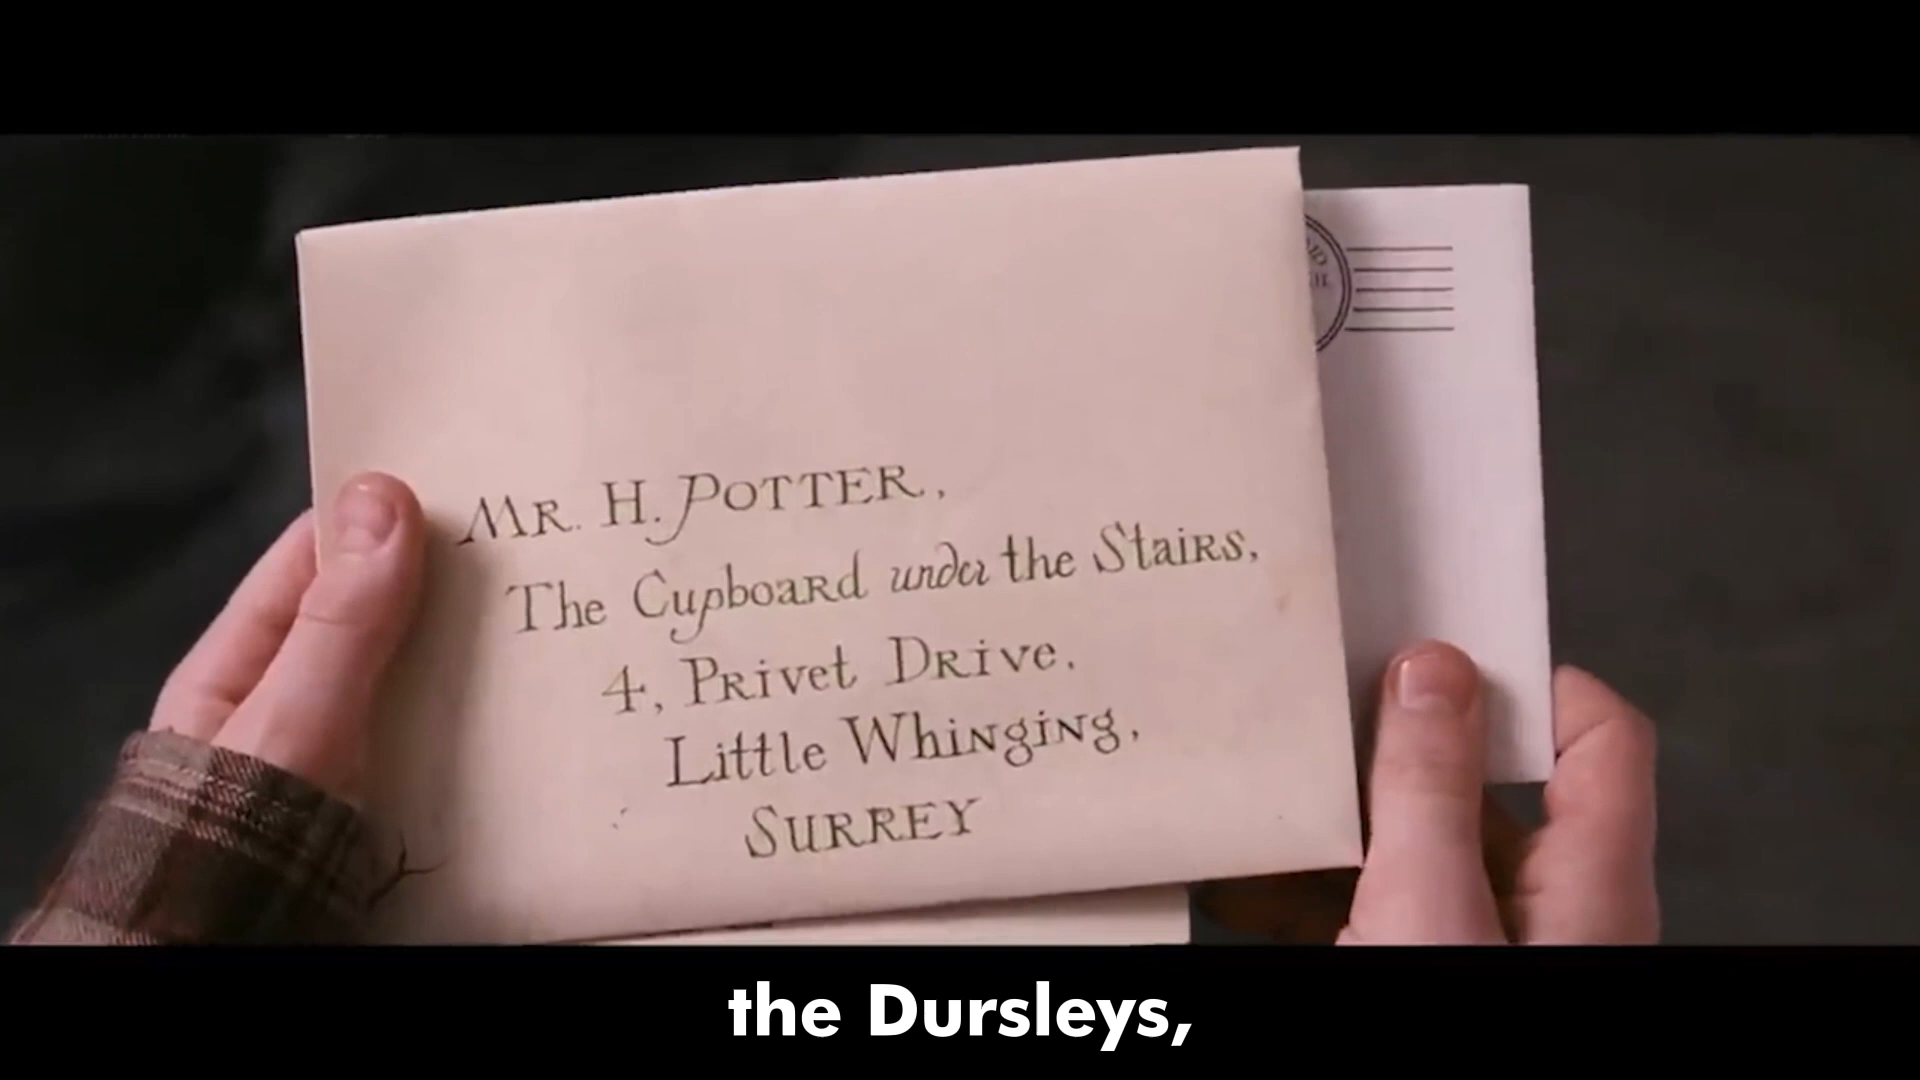 MR. H. POTTER,
The Cupboard under the Stairs,
4, Privet Drive,
Little Whinging,
SURREY
the Dursleys,